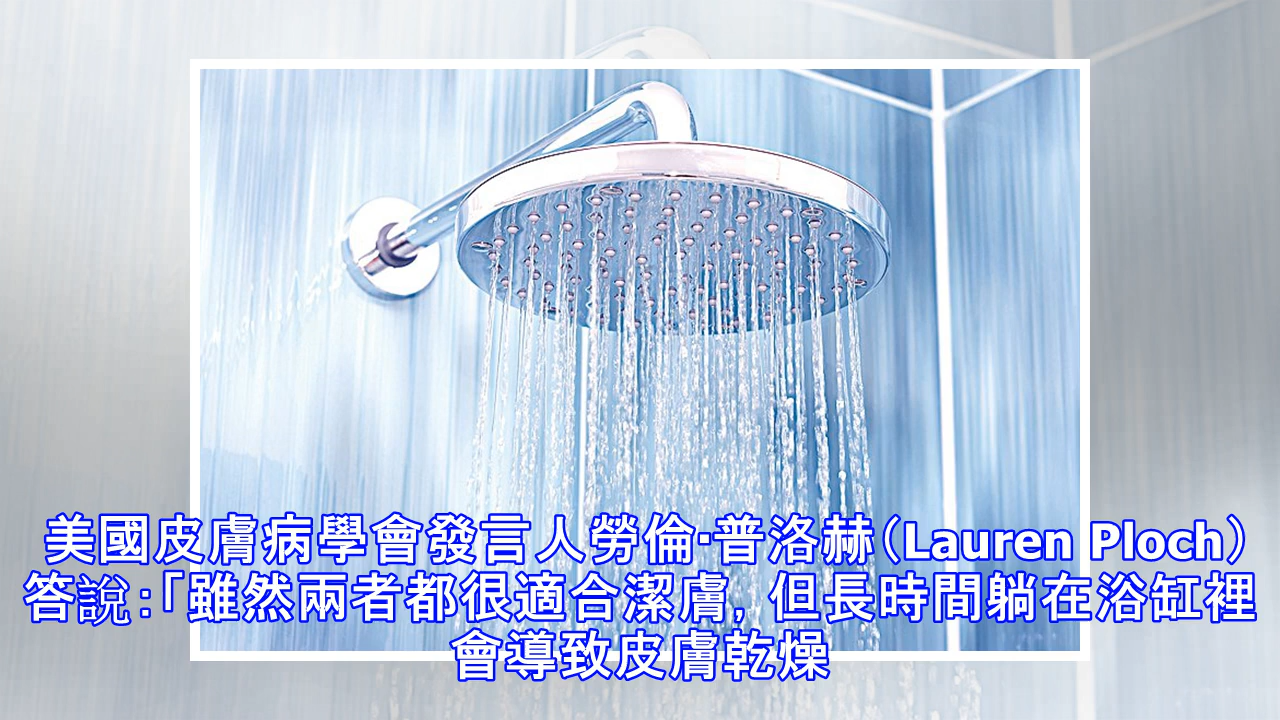 美國皮膚病學會發言人勞倫·普洛赫（Lauren Ploch）
答說：「雖然兩者都很適合潔膚，但長時間躺在浴缸裡
會導致皮膚乾燥